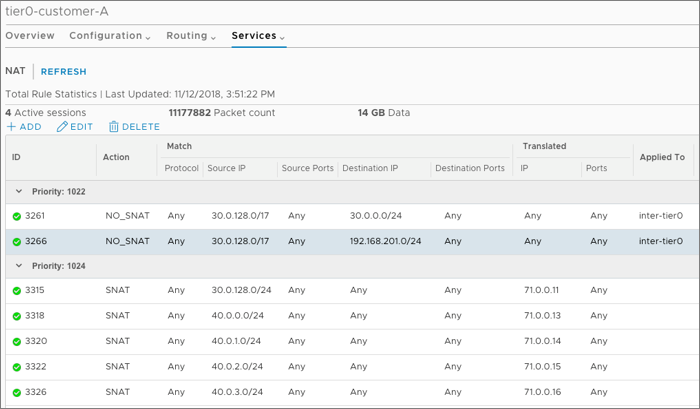 tier0-customer-A
Overview Configuration Routing Services
NAT REFRESH
Total Rule Statistics | Last Updated: 11/12/2018, 3:51:22 PM
4 Active sessions 11177882 Packet count 14 GB Data
+ ADD EDIT DELETE
ID Action Match Translated Applied To
Protocol Source IP Source Ports Destination IP Destination Ports IP Ports
Priority: 1022
3261 NO_SNAT Any 30.0.128.0/17 Any 30.0.0.0/24 Any Any Any inter-tier0
3266 NO_SNAT Any 30.0.128.0/17 Any 192.168.201.0/24 Any Any Any inter-tier0
Priority: 1024
3315 SNAT Any 30.0.128.0/24 Any Any Any 71.0.0.11 Any
3318 SNAT Any 40.0.0.0/24 Any Any Any 71.0.0.13 Any
3320 SNAT Any 40.0.1.0/24 Any Any Any 71.0.0.14 Any
3322 SNAT Any 40.0.2.0/24 Any Any Any 71.0.0.15 Any
3326 SNAT Any 40.0.3.0/24 Any Any Any 71.0.0.16 Any